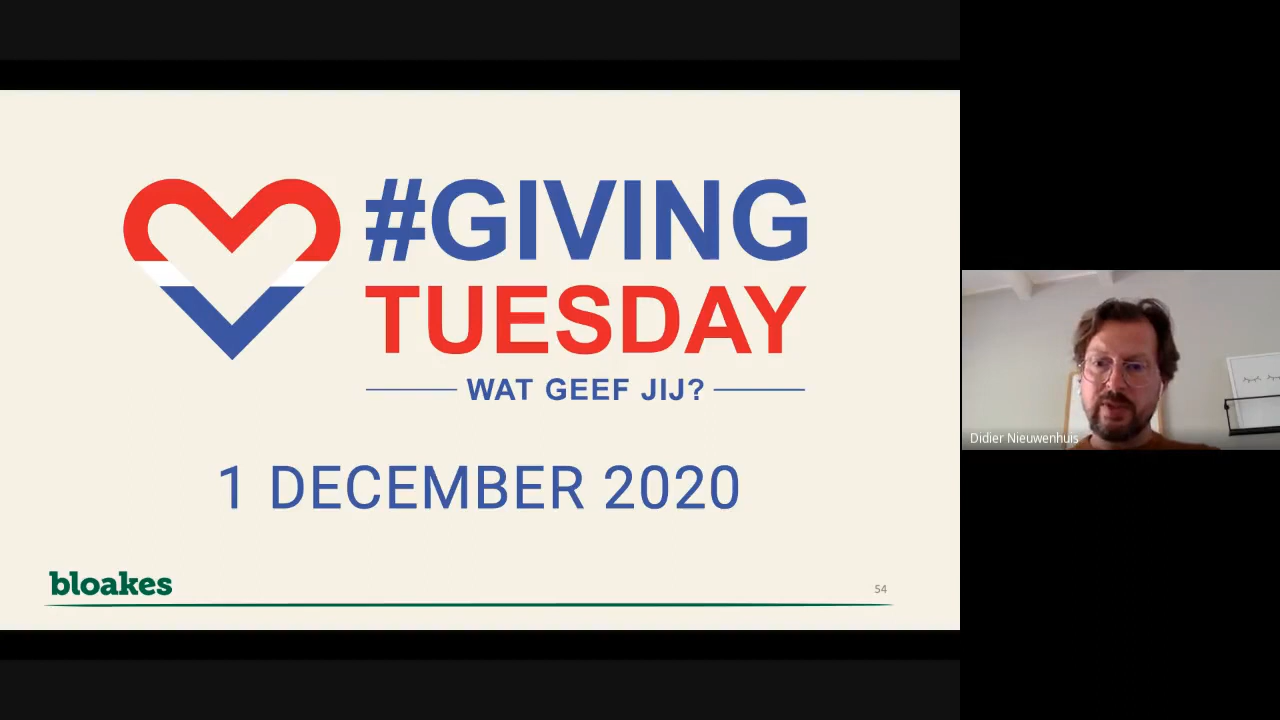 #GIVING
TUESDAY
WAT GEEF JIJ?
1 DECEMBER 2020
bloakes
54
Didier Nieuwenhuis